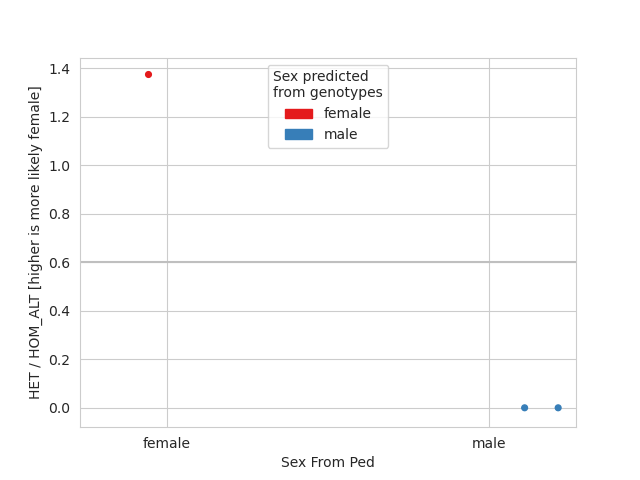 HET / HOM_ALT [higher is more likely female]
1.4
1.2
1.0
0.8
0.6
0.4
0.2
0.0
Sex predicted
from genotypes
female
male
female
male
Sex From Ped